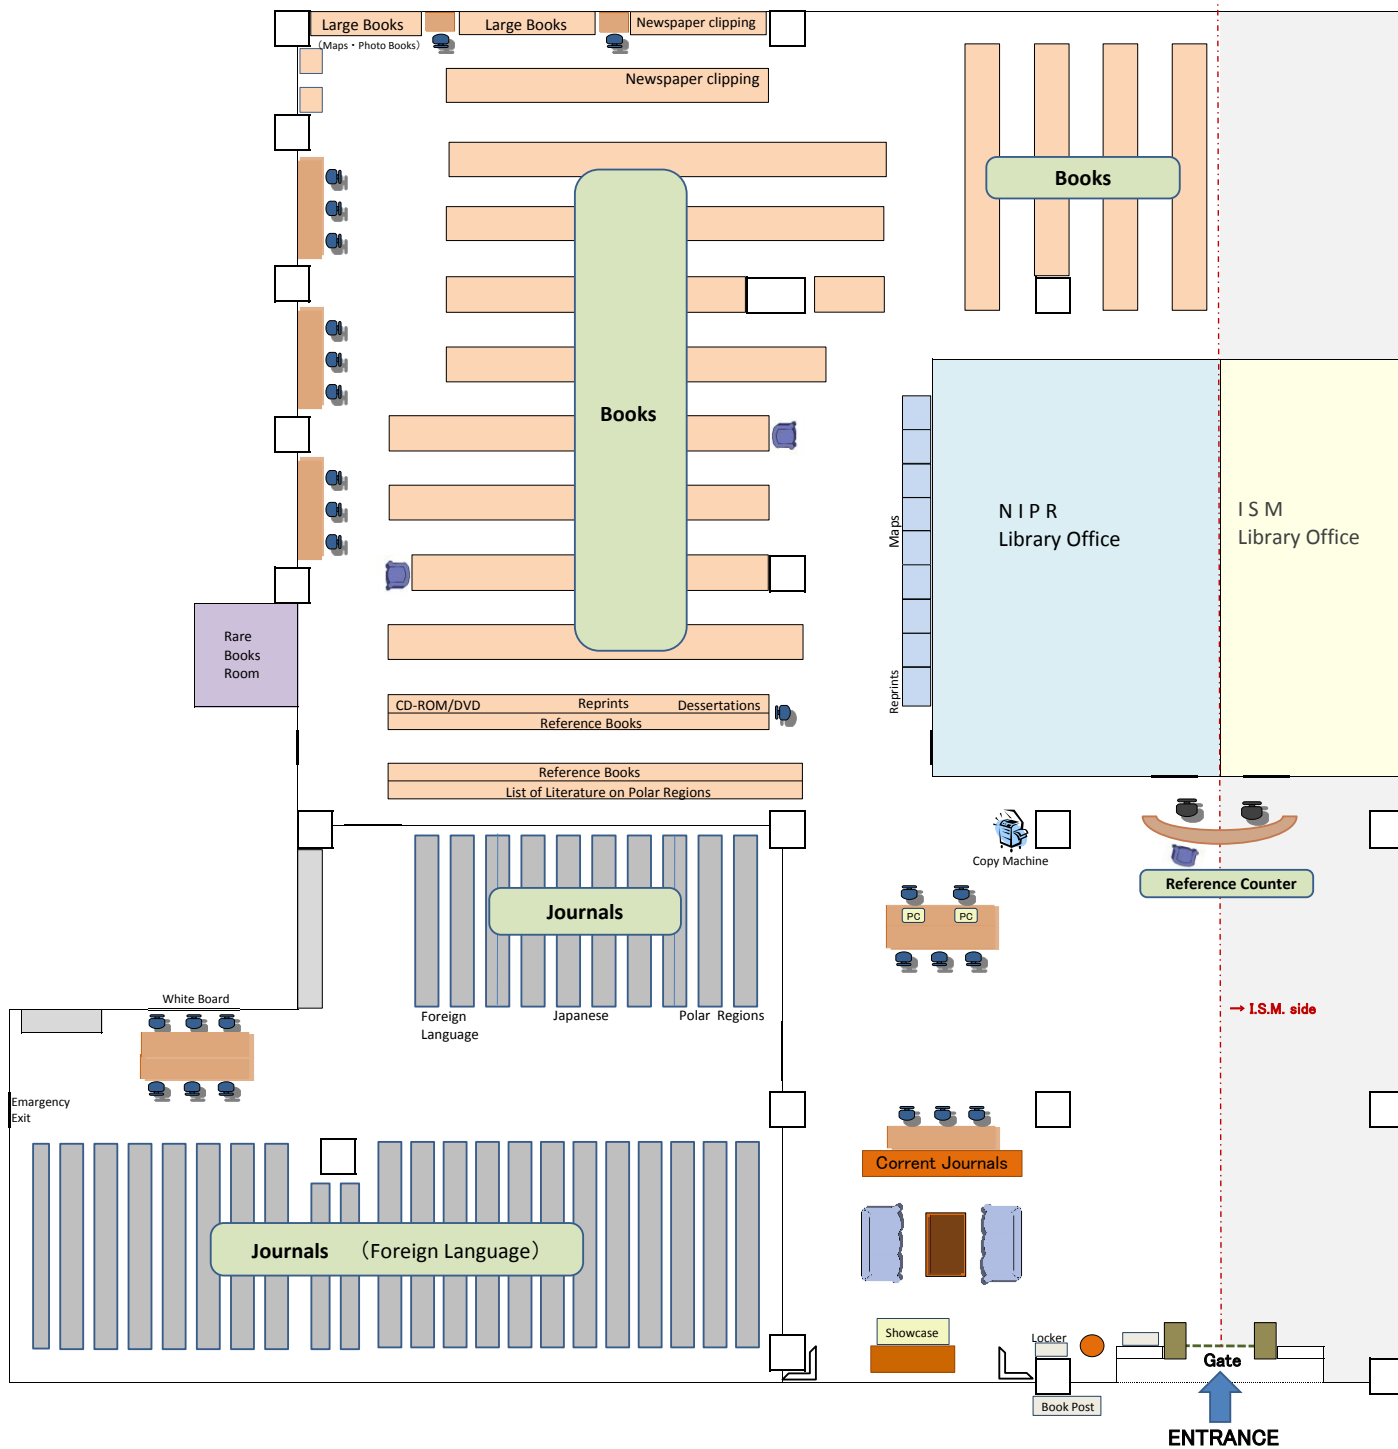 Large Books
Large Books
Newspaper clipping
（Maps・Photo Books）
Newspaper clipping
Books
Books
Maps
Reprints
N I P R
Library Office
I S M
Library Office
Rare
Books
Room
CD-ROM/DVD
Reprints
Dessertations
Reference Books
Reference Books
List of Literature on Polar Regions
Copy Machine
Reference Counter
Journals
PC
PC
Foreign
Language
Japanese
Polar Regions
White Board
→ I.S.M. side
Emargency
Exit
Corrent Journals
Journals （Foreign Language）
Showcase
Locker
Gate
Book Post
ENTRANCE